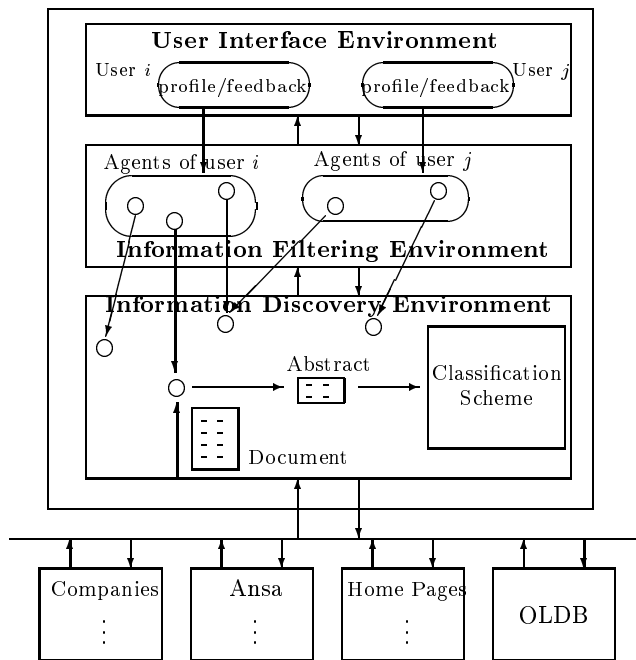 User Interface Environment
User i
profile/feedback
profile/feedback
User j
Agents of user i
Agents of user j
Information Filtering Environment
Information Discovery Environment
Abstract
Classification
Scheme
Document
Companies
Ansa
Home Pages
OLDB